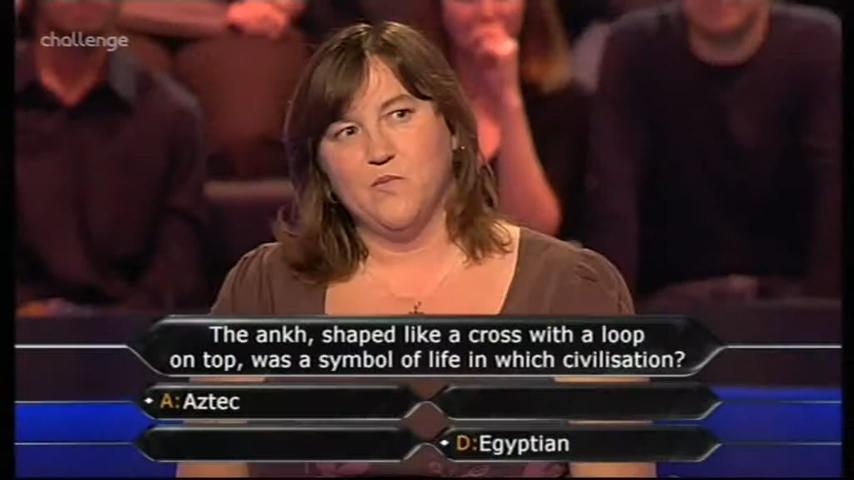 challenge
The ankh, shaped like a cross with a loop
on top, was a symbol of life in which civilisation?
A: Aztec
D: Egyptian